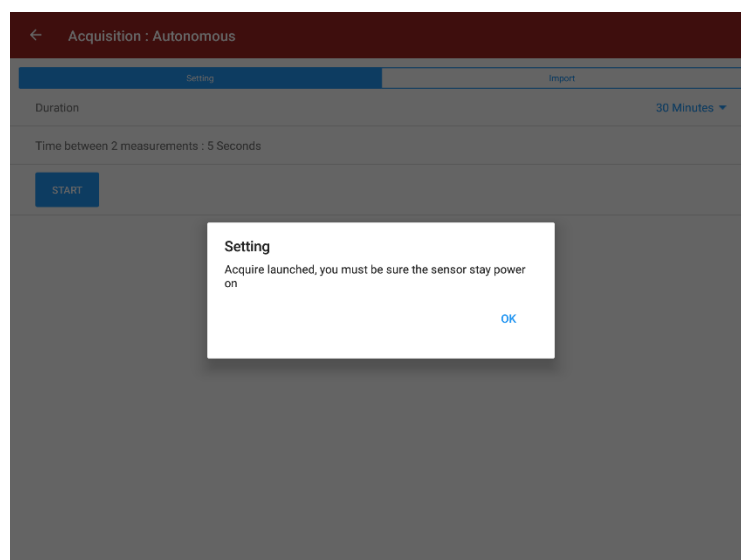 Acquisition : Autonomous
Setting
Import
Duration
30 Minutes
Time between 2 measurements : 5 Seconds
START
Setting
Acquire launched, you must be sure the sensor stay power
on
OK